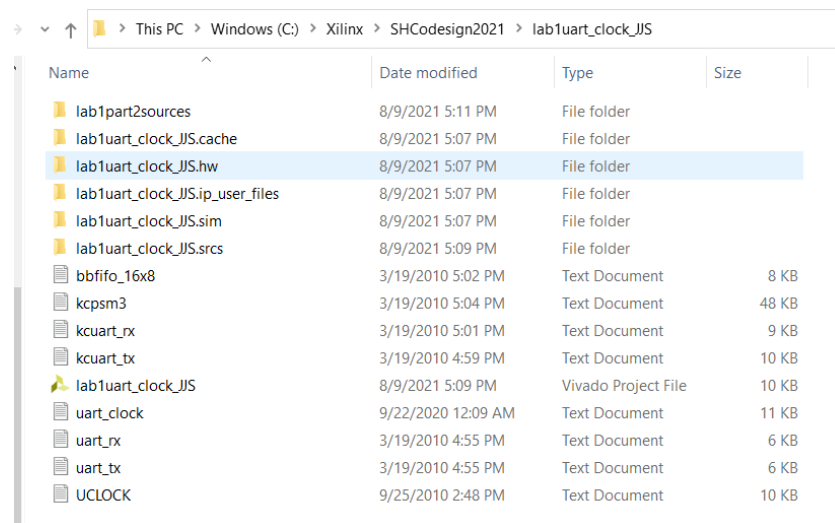 This PC > Windows (C:) > Xilinx > SHCodesign2021 > lab1uart_clock_JJS
Name Date modified Type Size
lab1part2sources 8/9/2021 5:11 PM File folder
lab1uart_clock_JJS.cache 8/9/2021 5:07 PM File folder
lab1uart_clock_JJS.hw 8/9/2021 5:07 PM File folder
lab1uart_clock_JJS.ip_user_files 8/9/2021 5:07 PM File folder
lab1uart_clock_JJS.sim 8/9/2021 5:07 PM File folder
lab1uart_clock_JJS.srcs 8/9/2021 5:09 PM File folder
bbfifo_16x8 3/19/2010 5:02 PM Text Document 8 KB
kcpsm3 3/19/2010 5:04 PM Text Document 48 KB
kcuart_rx 3/19/2010 5:01 PM Text Document 9 KB
kcuart_tx 3/19/2010 4:59 PM Text Document 10 KB
lab1uart_clock_JJS 8/9/2021 5:09 PM Vivado Project File 10 KB
uart_clock 9/22/2020 12:09 AM Text Document 11 KB
uart_rx 3/19/2010 4:55 PM Text Document 6 KB
uart_tx 3/19/2010 4:55 PM Text Document 6 KB
UCLOCK 9/25/2010 2:48 PM Text Document 10 KB